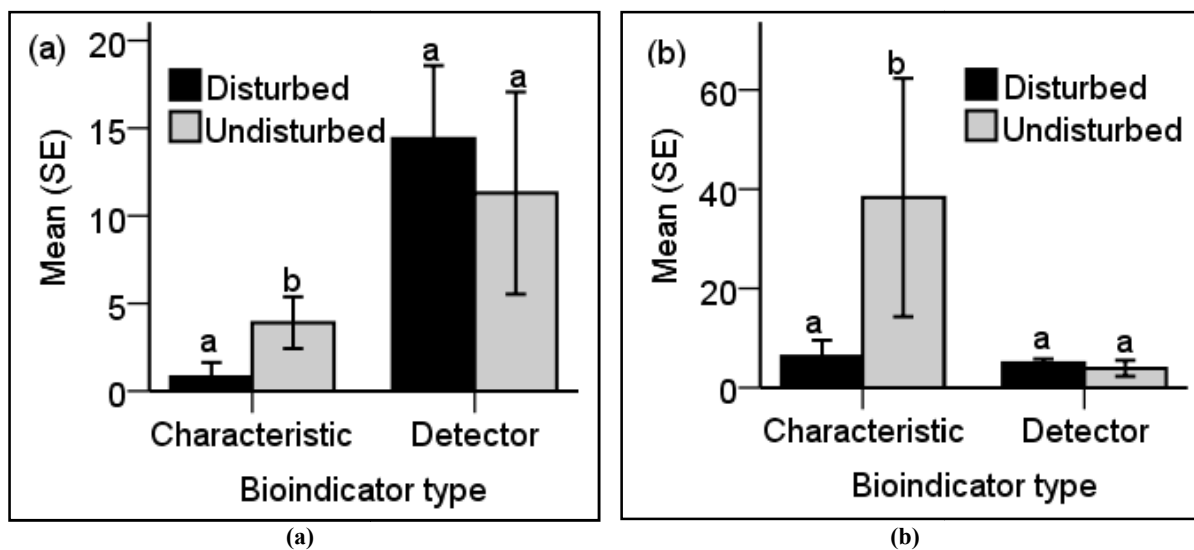 (a)
Disturbed
Undisturbed
Mean (SE)
20
15
10
5
0
a
b
a
a
Characteristic
Detector
Bioindicator type
(a)
(b)
Disturbed
Undisturbed
Mean (SE)
60
40
20
0
a
b
a
a
Characteristic
Detector
Bioindicator type
(b)